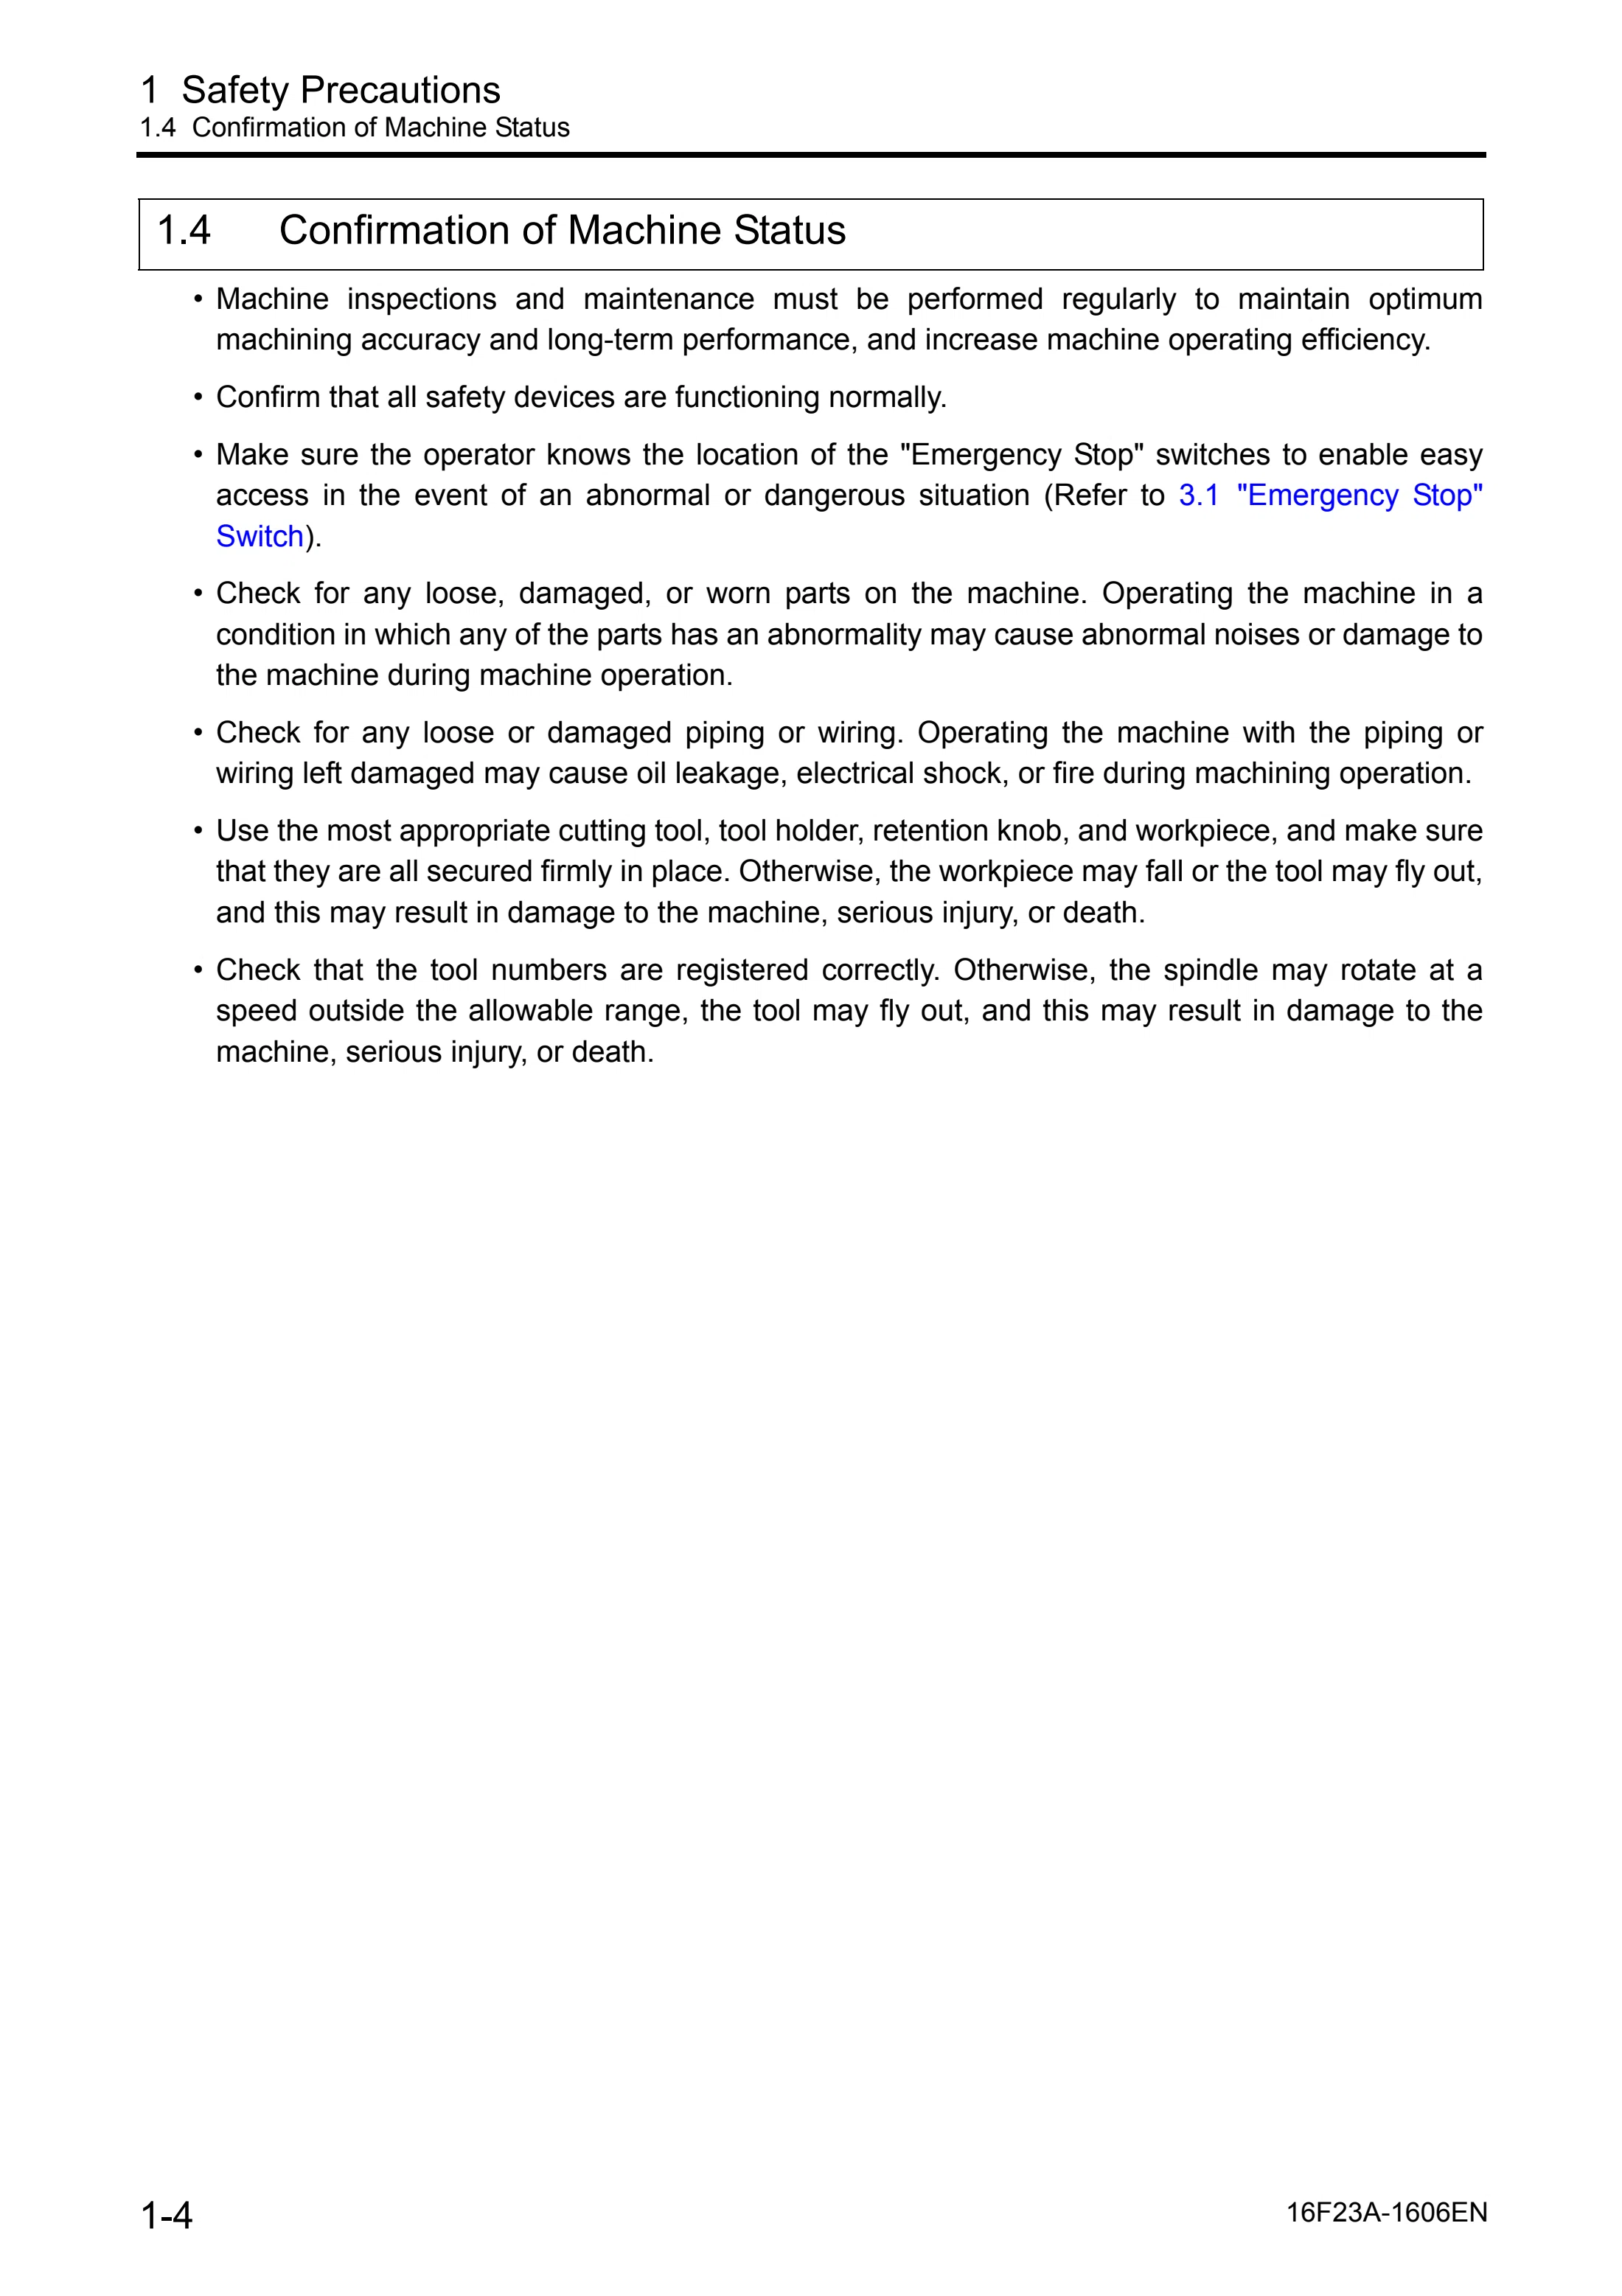 1 Safety Precautions
1.4 Confirmation of Machine Status
1.4 Confirmation of Machine Status
• Machine inspections and maintenance must be performed regularly to maintain optimum
machining accuracy and long-term performance, and increase machine operating efficiency.
• Confirm that all safety devices are functioning normally.
• Make sure the operator knows the location of the "Emergency Stop" switches to enable easy
access in the event of an abnormal or dangerous situation (Refer to 3.1 "Emergency Stop"
Switch).
• Check for any loose, damaged, or worn parts on the machine. Operating the machine in a
condition in which any of the parts has an abnormality may cause abnormal noises or damage to
the machine during machine operation.
• Check for any loose or damaged piping or wiring. Operating the machine with the piping or
wiring left damaged may cause oil leakage, electrical shock, or fire during machining operation.
• Use the most appropriate cutting tool, tool holder, retention knob, and workpiece, and make sure
that they are all secured firmly in place. Otherwise, the workpiece may fall or the tool may fly out,
and this may result in damage to the machine, serious injury, or death.
• Check that the tool numbers are registered correctly. Otherwise, the spindle may rotate at a
speed outside the allowable range, the tool may fly out, and this may result in damage to the
machine, serious injury, or death.
1-4
16F23A-1606EN